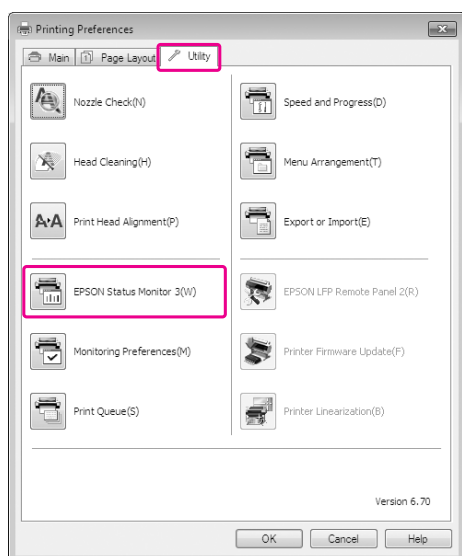 Printing Preferences
Main
Page Layout
Utility
Nozzle Check(N)
Speed and Progress(D)
Head Cleaning(H)
Menu Arrangement(T)
A·A
Print Head Alignment(P)
Export or Import(E)
EPSON Status Monitor 3(W)
EPSON LFP Remote Panel 2(R)
Monitoring Preferences(M)
Printer Firmware Update(F)
Print Queue(S)
Printer Linearization(B)
Version 6.70
OK
Cancel
Help